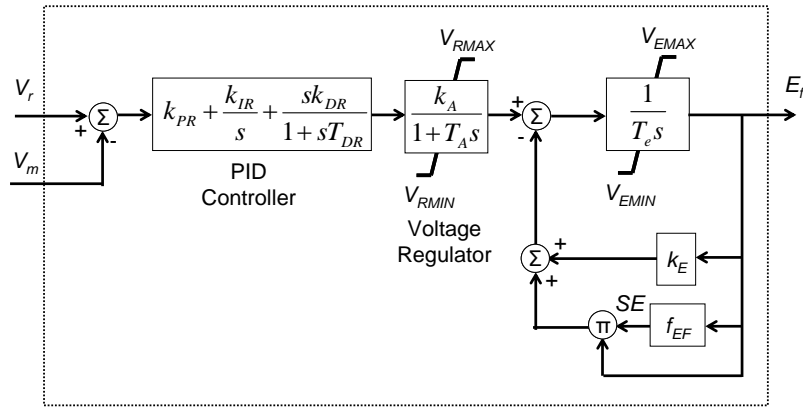 V_RMAX
V_EMAX
V_r
E_f
+
Σ
-
k_PR + k_IR/s + sk_DR/(1+sT_DR)
k_A/(1+T_A s)
+
Σ
-
1/(T_e s)
V_m
PID
Controller
V_RMIN
V_EMIN
Voltage
Regulator
+
Σ
+
k_E
SE
π
f_EF